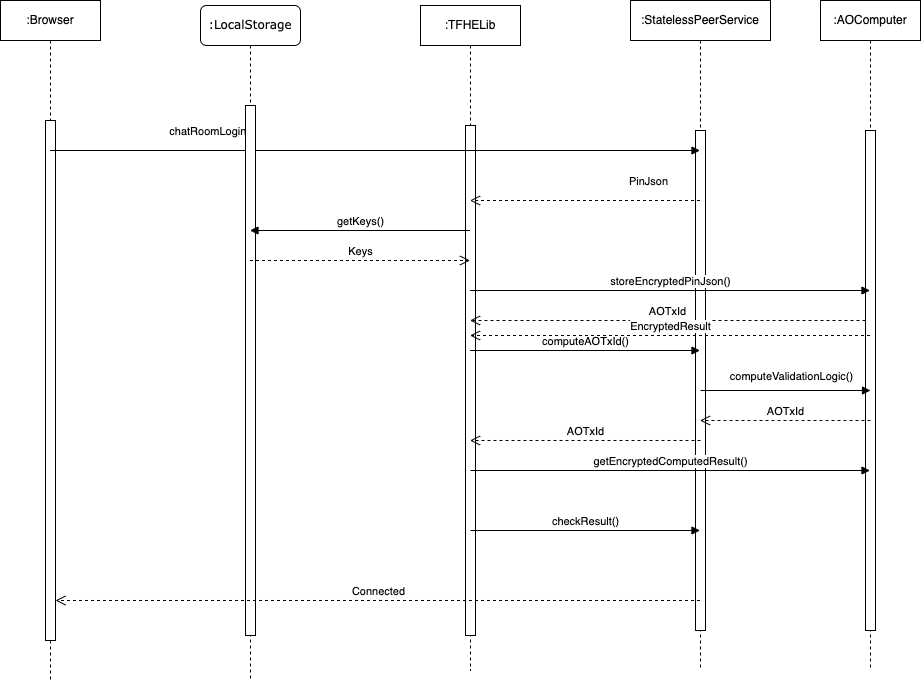 :Browser
:LocalStorage
:TFHELib
:StatelessPeerService
:AOComputer
chatRoomLogin
PinJson
getKeys()
Keys
storeEncryptedPinJson()
AOTxId
EncryptedResult
computeAOTxId()
computeValidationLogic()
AOTxId
AOTxId
getEncryptedComputedResult()
checkResult()
Connected